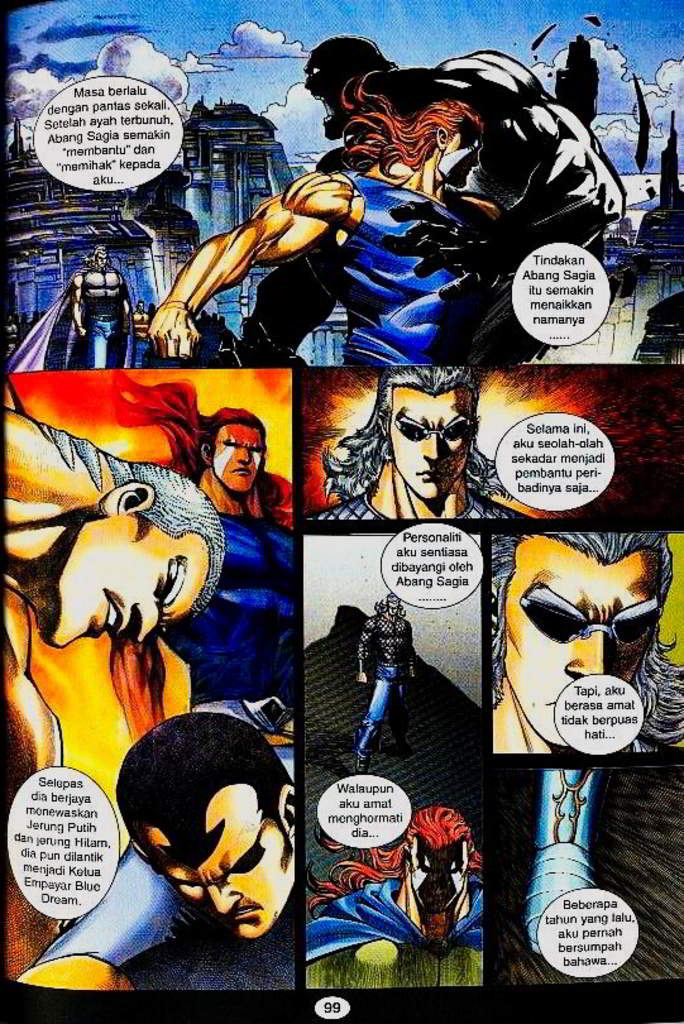 Masa berlalu
dengan pantas sekali.
Setelah ayah terbunuh,
Abang Sagia semakin
"membantu" dan
"memihak" kepada
aku...
Tindakan
Abang Sagia
itu semakin
menaikkan
namanya
......
Selama ini,
aku seolah-olah
sekadar menjadi
pembantu peri-
badinya saja...
Personaliti
aku sentiasa
dibayangi oleh
Abang Sagia
........
Tapi, aku
berasa amat
tidak berpuas
hati...
Selepas
dia berjaya
menewaskan
Jerung Putih
dan Jerung Hitam,
dia pun dilantik
menjadi Ketua
Empayar Blue
Dream.
Walaupun
aku amat
menghormati
dia...
Beberapa
tahun yang lalu,
aku pernah
bersumpah
bahawa...
99